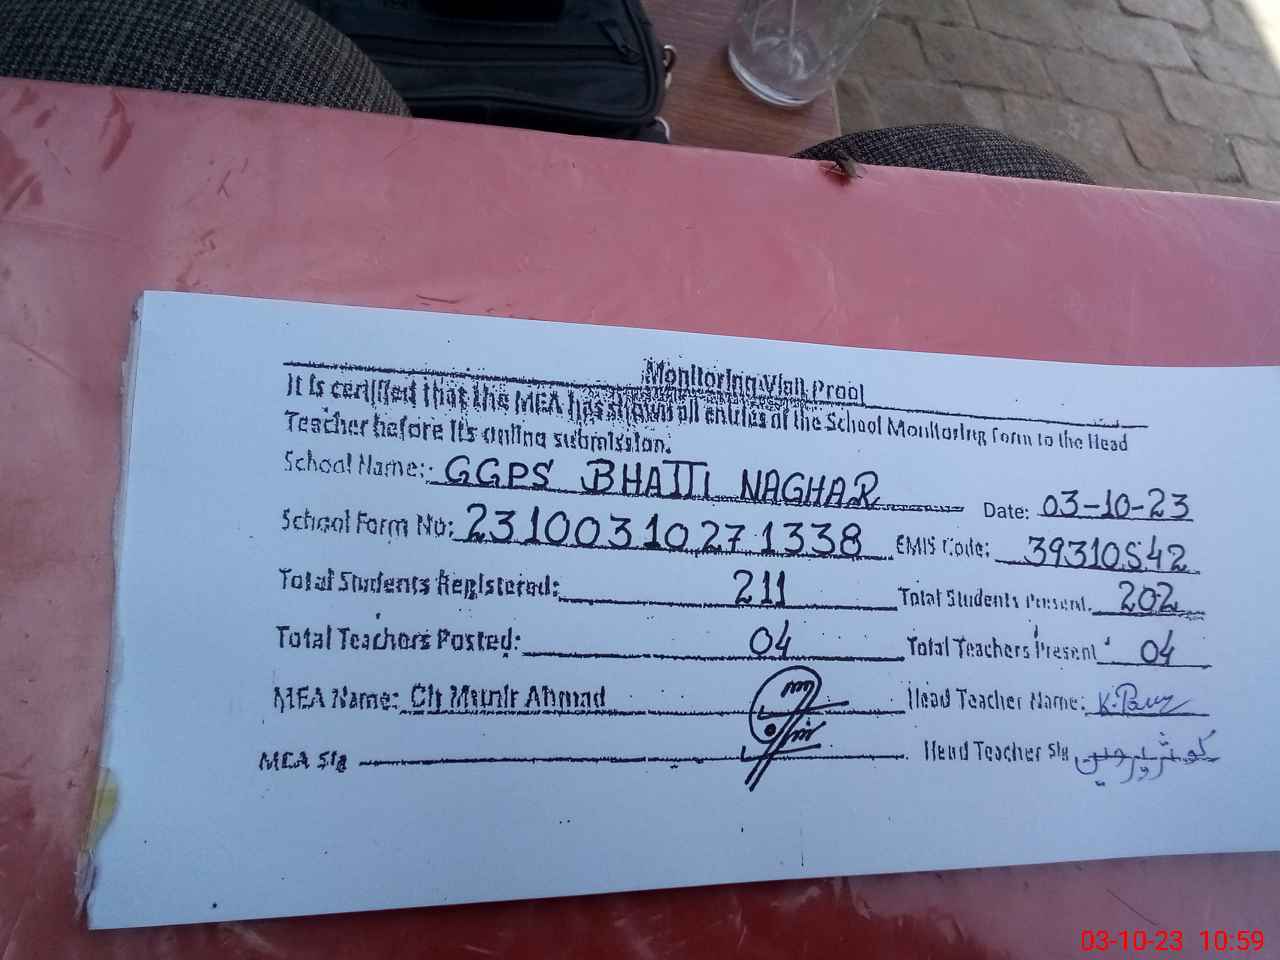 Monitoring Visit Proof
It is certified that the MEA has shown all entries of the School Monitoring Form to the Head
Teacher before its online submission.
School Name: GGPS BHATTI NAGHAR Date: 03-10-23
School Form No: 23100310271338 EMIS Code: 39310542
Total Students Registered: 211 Total Students Present. 202
Total Teachers Posted: 04 Total Teachers Present 04
MEA Name: Ch Munir Ahmad Head Teacher Name: K.
MEA Sig Head Teacher Sig کوثر پروین
03-10-23 10:59